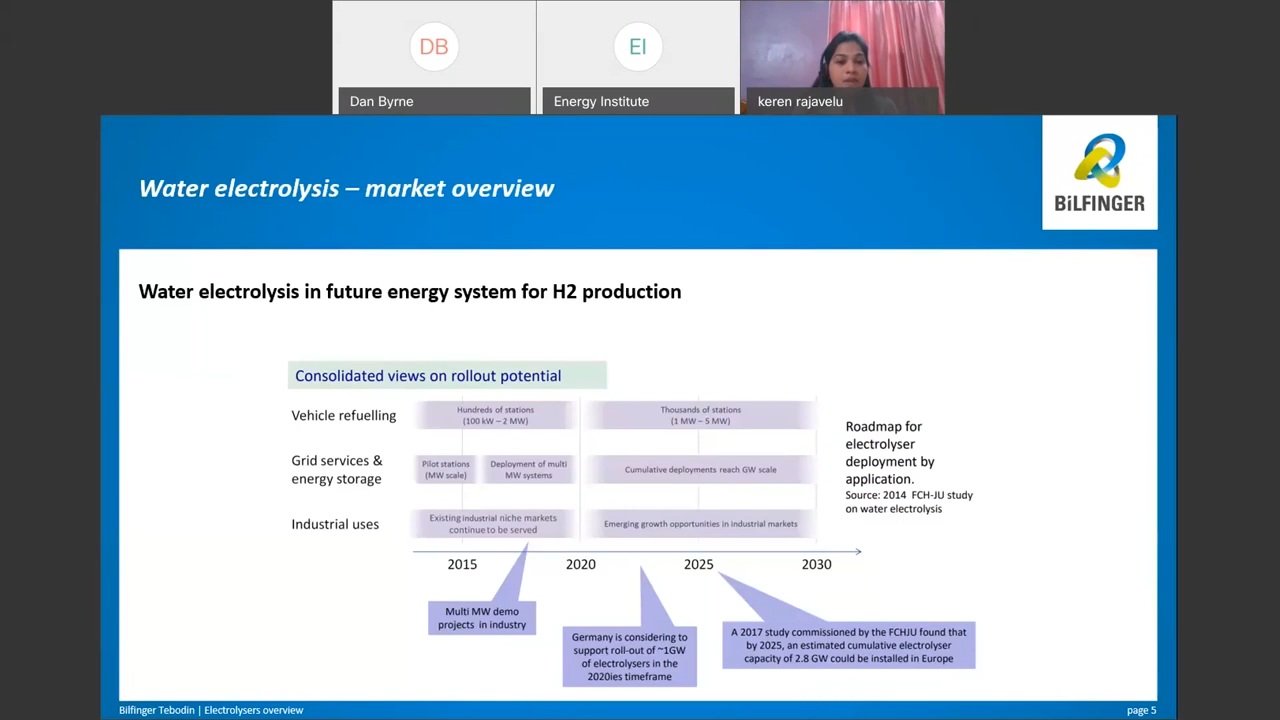 DB
EI
Dan Byrne
Energy Institute
keren rajavelu
Water electrolysis – market overview
BiLFINGER
Water electrolysis in future energy system for H2 production
Consolidated views on rollout potential
Vehicle refuelling
Hundreds of stations
(100 kW – 2 MW)
Thousands of stations
(1 MW – 5 MW)
Grid services &
energy storage
Pilot stations
(MW scale)
Deployment of multi
MW systems
Cumulative deployments reach GW scale
Industrial uses
Existing industrial niche markets
continue to be served
Emerging growth opportunities in industrial markets
Roadmap for
electrolyser
deployment by
application.
Source: 2014 FCH-JU study
on water electrolysis
2015
2020
2025
2030
Multi MW demo
projects in industry
Germany is considering to
support roll-out of ~1GW
of electrolysers in the
2020ies timeframe
A 2017 study commissioned by the FCHJU found that
by 2025, an estimated cumulative electrolyser
capacity of 2.8 GW could be installed in Europe
Bilfinger Tebodin | Electrolysers overview
page 5